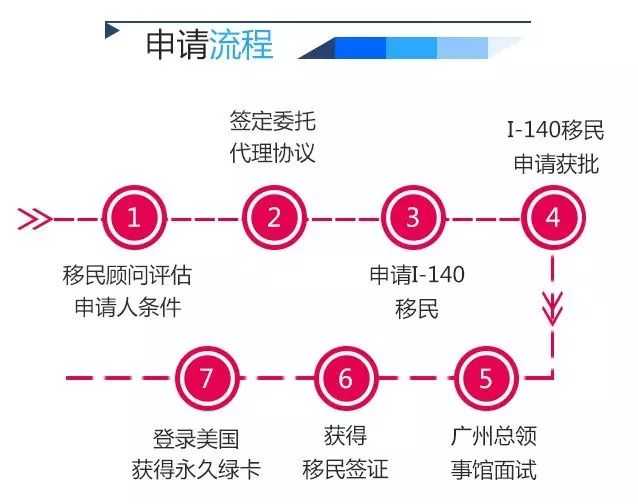 申请流程
1
移民顾问评估
申请人条件
签定委托
代理协议
2
3
申请I-140
移民
I-140移民
申请获批
4
5
广州总领
事馆面试
6
获得
移民签证
7
登录美国
获得永久绿卡